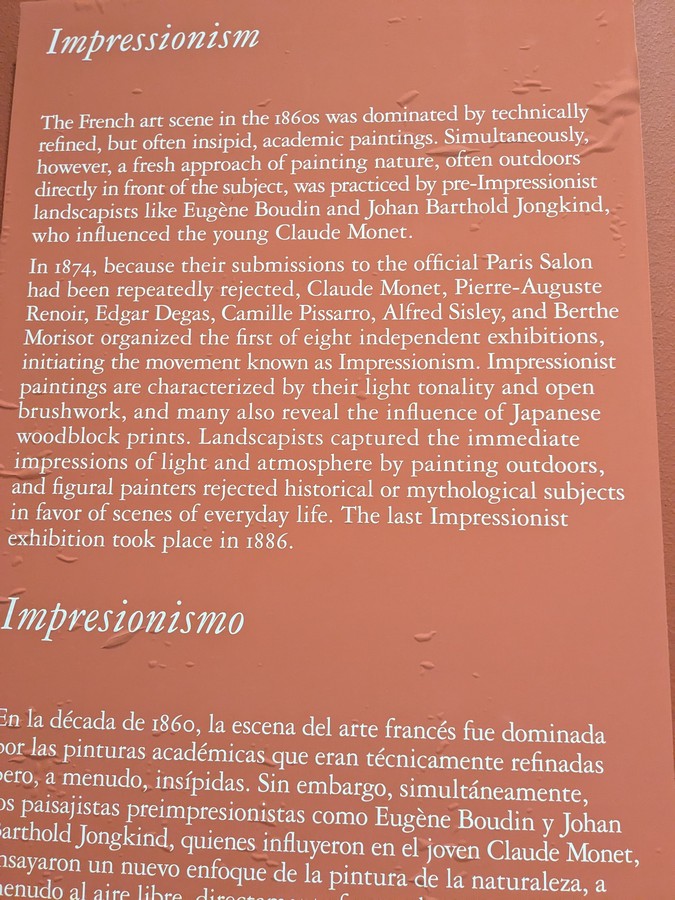 Impressionism
The French art scene in the 1860s was dominated by technically
refined, but often insipid, academic paintings. Simultaneously,
however, a fresh approach of painting nature, often outdoors
directly in front of the subject, was practiced by pre-Impressionist
landscapists like Eugène Boudin and Johan Barthold Jongkind,
who influenced the young Claude Monet.
In 1874, because their submissions to the official Paris Salon
had been repeatedly rejected, Claude Monet, Pierre-Auguste
Renoir, Edgar Degas, Camille Pissarro, Alfred Sisley, and Berthe
Morisot organized the first of eight independent exhibitions,
initiating the movement known as Impressionism. Impressionist
paintings are characterized by their light tonality and open
brushwork, and many also reveal the influence of Japanese
woodblock prints. Landscapists captured the immediate
impressions of light and atmosphere by painting outdoors,
and figural painters rejected historical or mythological subjects
in favor of scenes of everyday life. The last Impressionist
exhibition took place in 1886.
Impresionismo
En la década de 1860, la escena del arte francés fue dominada
por las pinturas académicas que eran técnicamente refinadas
pero, a menudo, insípidas. Sin embargo, simultáneamente,
os paisajistas preimpresionistas como Eugène Boudin y Johan
Barthold Jongkind, quienes influyeron en el joven Claude Monet,
nsayaron un nuevo enfoque de la pintura de la naturaleza, a
menudo al aire libre,